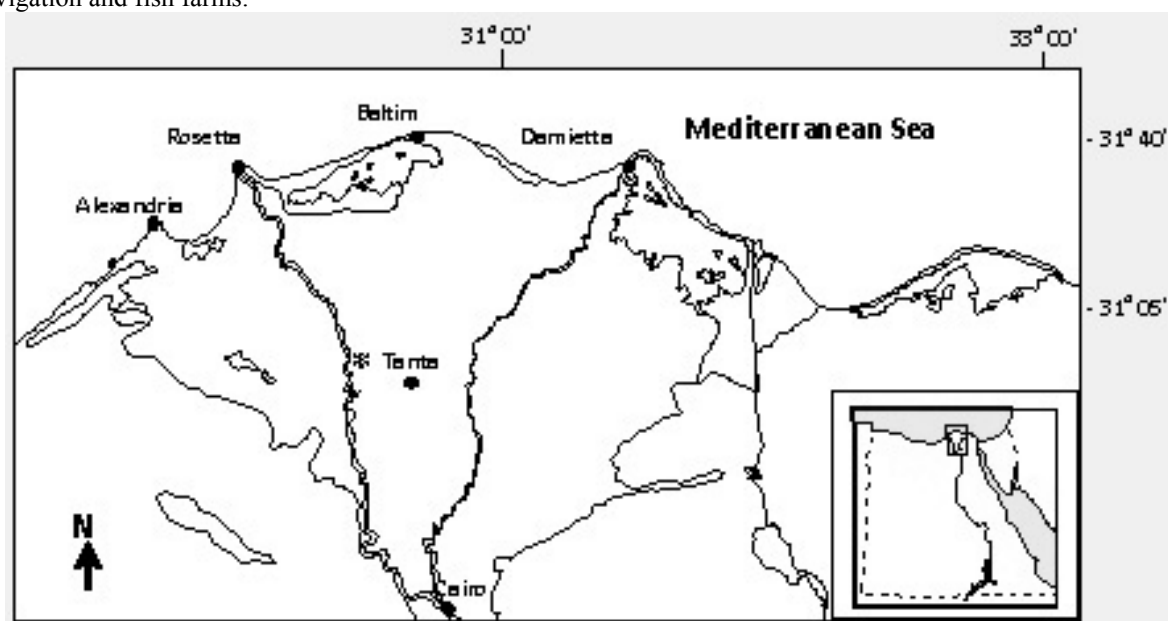 vigation and fish farms.
31° 00'
33° 00'
Baltim
Rosetta
Damietta
Mediterranean Sea
- 31° 40'
Alexandria
- 31° 05'
Tanta
N
airo